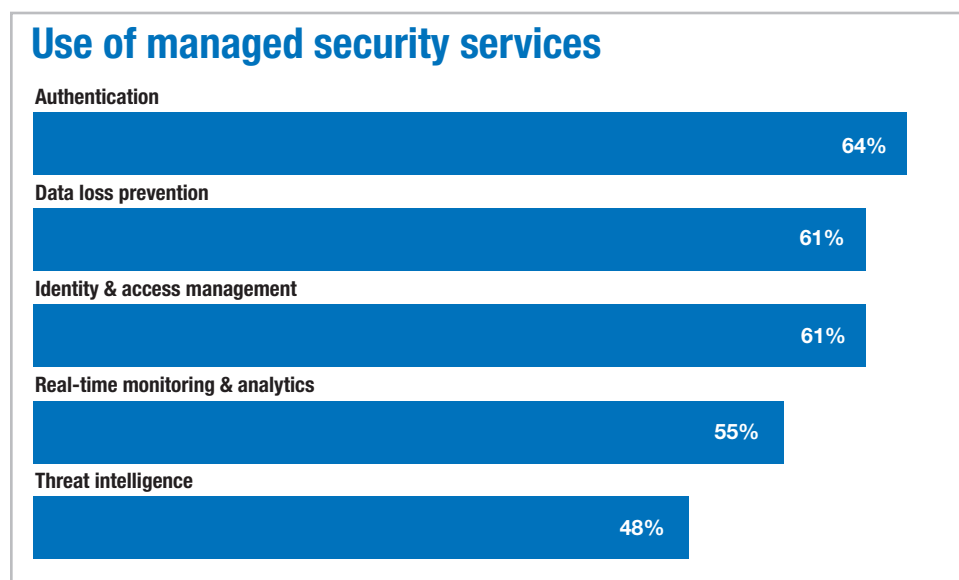 Use of managed security services
Authentication
64%
Data loss prevention
61%
Identity & access management
61%
Real-time monitoring & analytics
55%
Threat intelligence
48%